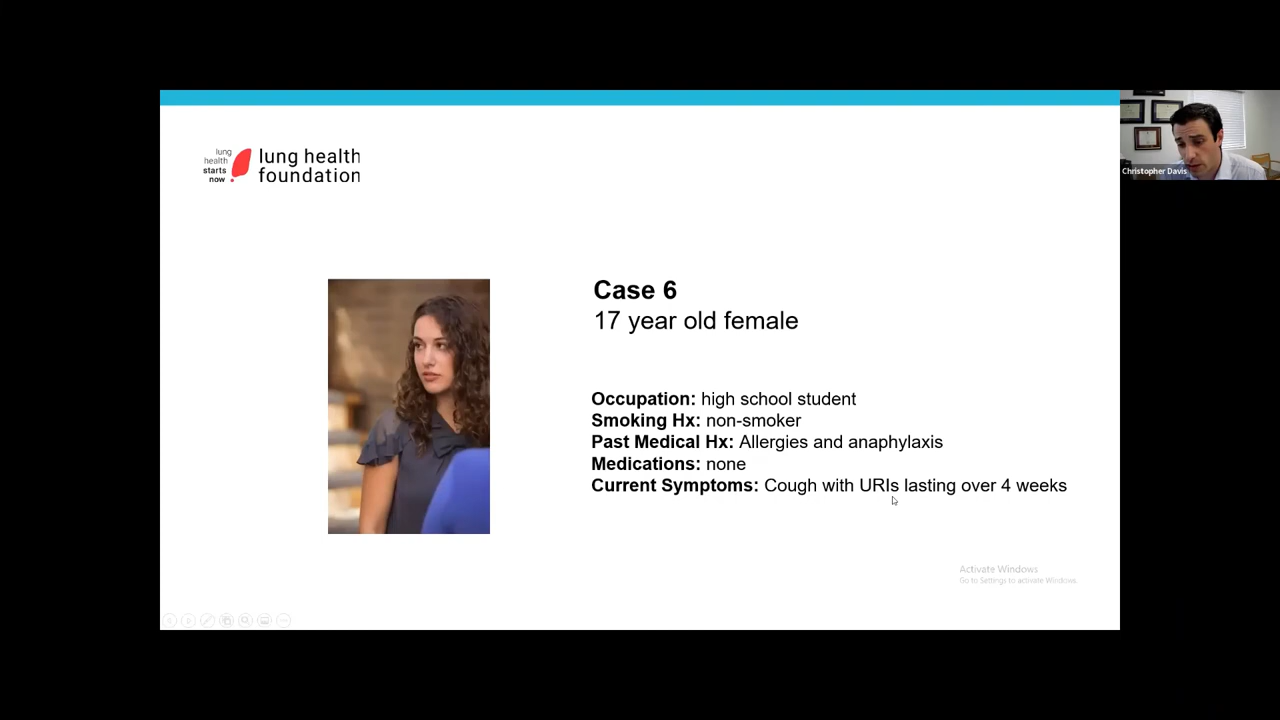 lung
health
starts
now
lung health
foundation
Christopher Davis
Case 6
17 year old female
Occupation: high school student
Smoking Hx: non-smoker
Past Medical Hx: Allergies and anaphylaxis
Medications: none
Current Symptoms: Cough with URIs lasting over 4 weeks
Activate Windows
Go to Settings to activate Windows.